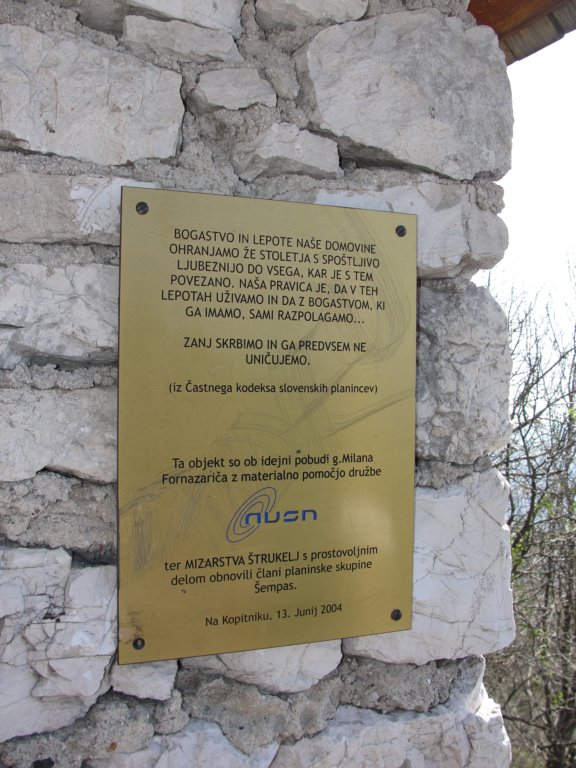 BOGASTVO IN LEPOTE NAŠE DOMOVINE
OHRANJAMO ŽE STOLETJA S SPOŠTLJIVO
LJUBEZNIJO DO VSEGA, KAR JE S TEM
POVEZANO. NAŠA PRAVICA JE, DA V TEH
LEPOTAH UŽIVAMO IN DA Z BOGASTVOM, KI
GA IMAMO, SAMI RAZPOLAGAMO...
ZANJ SKRBIMO IN GA PREDVSEM NE
UNIČUJEMO.
(iz Častnega kodeksa slovenskih planincev)
Ta objekt so ob idejni pobudi g.Milana
Fornazariča z materialno pomočjo družbe
nusn
ter MIZARSTVA ŠTRUKELJ s prostovoljnim
delom obnovili člani planinske skupine
Šempas.
Na Kopitniku, 13. Junij 2004